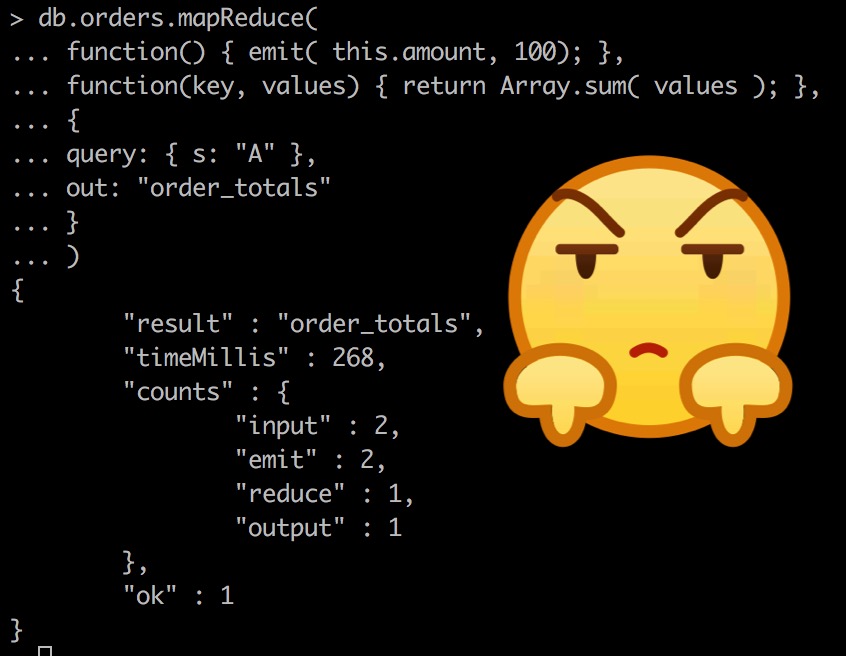 > db.orders.mapReduce(
... function() { emit( this.amount, 100); },
... function(key, values) { return Array.sum( values ); },
... {
... query: { s: "A" },
... out: "order_totals"
... }
... )
{
"result" : "order_totals",
"timeMillis" : 268,
"counts" : {
"input" : 2,
"emit" : 2,
"reduce" : 1,
"output" : 1
},
"ok" : 1
}